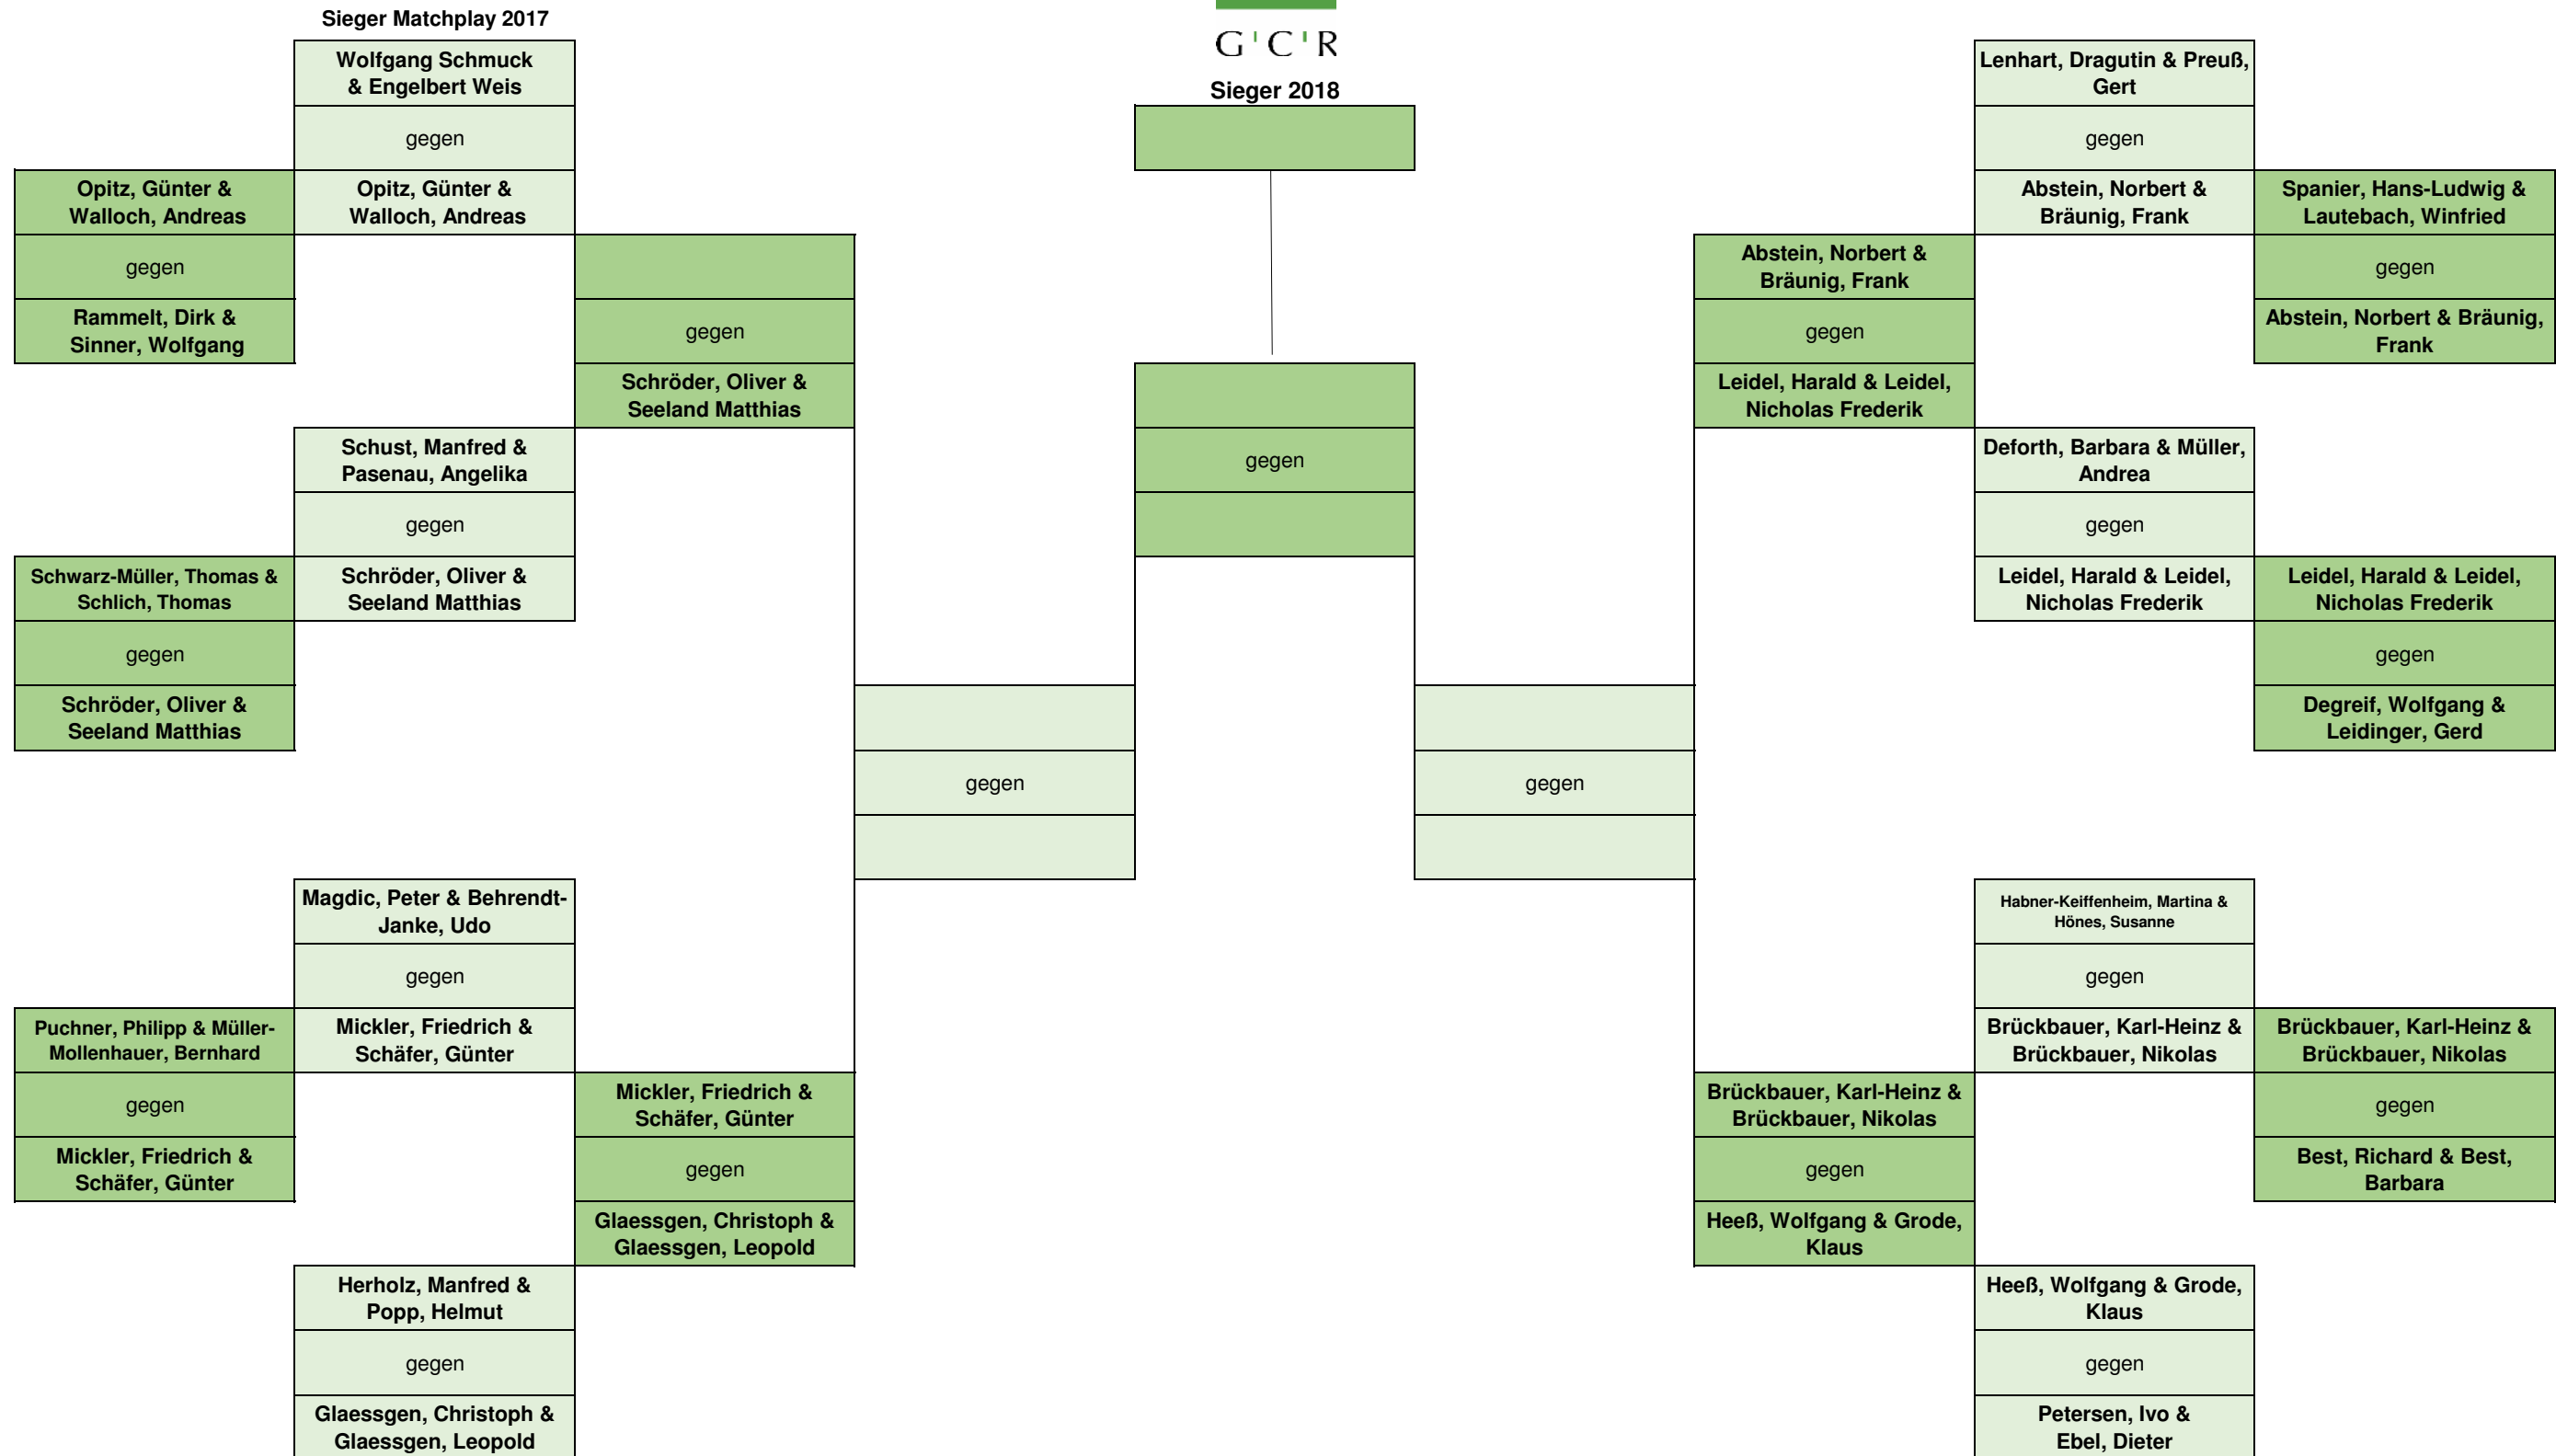 Sieger Matchplay 2017
Wolfgang Schmuck
& Engelbert Weis
gegen
Opitz, Günter &
Walloch, Andreas
Opitz, Günter &
Walloch, Andreas
gegen
Rammelt, Dirk &
Sinner, Wolfgang
gegen
Schröder, Oliver &
Seeland Matthias
Schust, Manfred &
Pasenau, Angelika
gegen
Schwarz-Müller, Thomas &
Schlich, Thomas
Schröder, Oliver &
Seeland Matthias
gegen
Schröder, Oliver &
Seeland Matthias
Magdic, Peter & Behrendt-
Janke, Udo
gegen
Puchner, Philipp & Müller-
Mollenhauer, Bernhard
Mickler, Friedrich &
Schäfer, Günter
gegen
Mickler, Friedrich &
Schäfer, Günter
Mickler, Friedrich &
Schäfer, Günter
gegen
Glaessgen, Christoph &
Glaessgen, Leopold
Herholz, Manfred &
Popp, Helmut
gegen
Glaessgen, Christoph &
Glaessgen, Leopold
gegen
G'C'R
Sieger 2018
gegen
gegen
Lenhart, Dragutin & Preuß,
Gert
gegen
Abstein, Norbert &
Bräunig, Frank
Spanier, Hans-Ludwig &
Lautebach, Winfried
gegen
Abstein, Norbert & Bräunig,
Frank
Abstein, Norbert &
Bräunig, Frank
gegen
Leidel, Harald & Leidel,
Nicholas Frederik
Deforth, Barbara & Müller,
Andrea
gegen
Leidel, Harald & Leidel,
Nicholas Frederik
Leidel, Harald & Leidel,
Nicholas Frederik
gegen
Degreif, Wolfgang &
Leidinger, Gerd
Habner-Keiffenheim, Martina &
Hönes, Susanne
gegen
Brückbauer, Karl-Heinz &
Brückbauer, Nikolas
Brückbauer, Karl-Heinz &
Brückbauer, Nikolas
gegen
Best, Richard & Best,
Barbara
Brückbauer, Karl-Heinz &
Brückbauer, Nikolas
gegen
Heeß, Wolfgang & Grode,
Klaus
Heeß, Wolfgang & Grode,
Klaus
gegen
Petersen, Ivo &
Ebel, Dieter